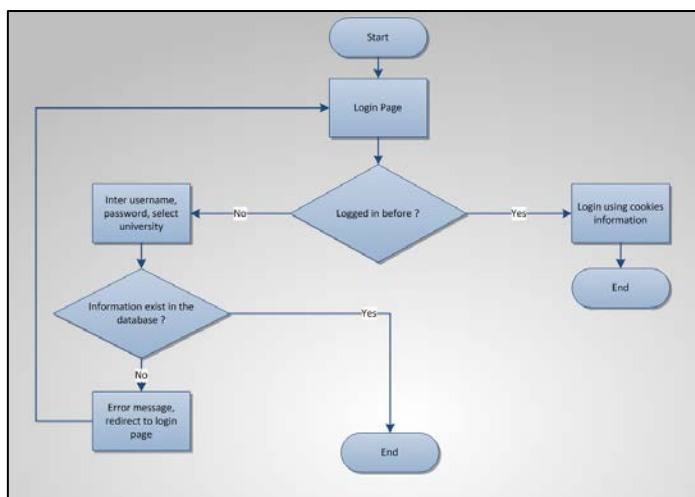 Start
Login Page
Logged in before ?
No
Yes
Inter username,
password, select
university
Login using cookies
information
End
Information exist in the
database ?
Yes
No
Error message,
redirect to login
page
End